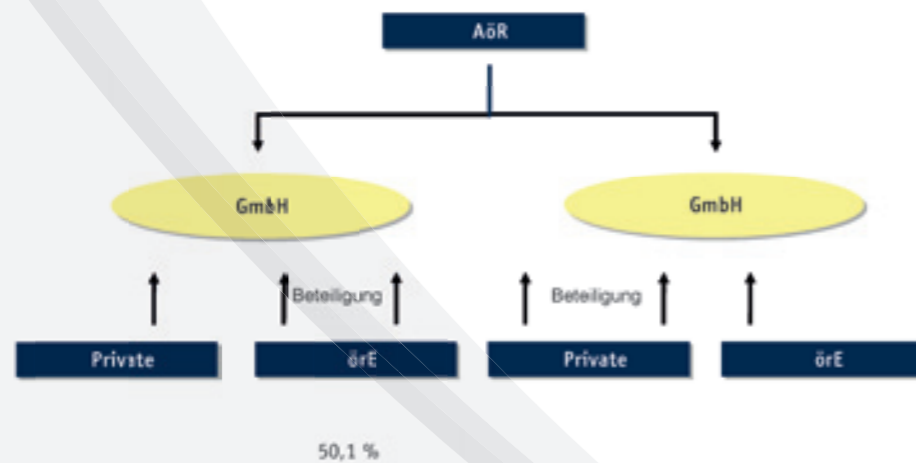 AöR
GmbH GmbH
Beteiligung Beteiligung
Private örE Private örE
50,1 %